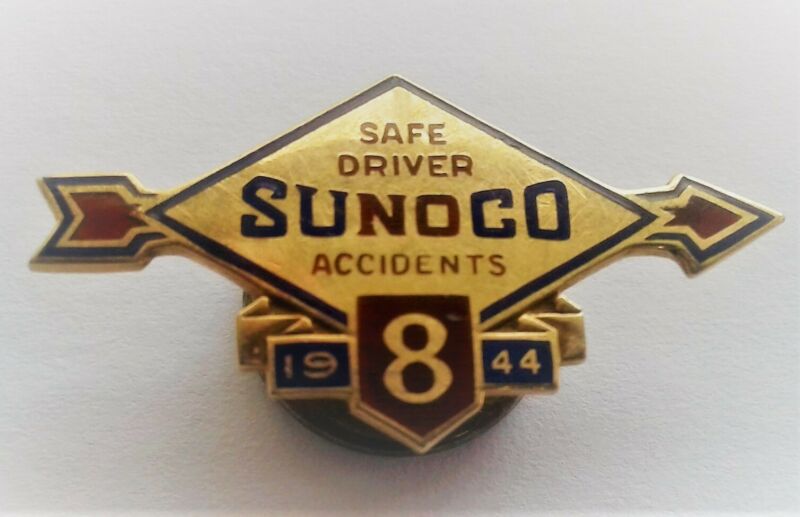 SAFE
DRIVER
SUNOCO
ACCIDENTS
19 8 44